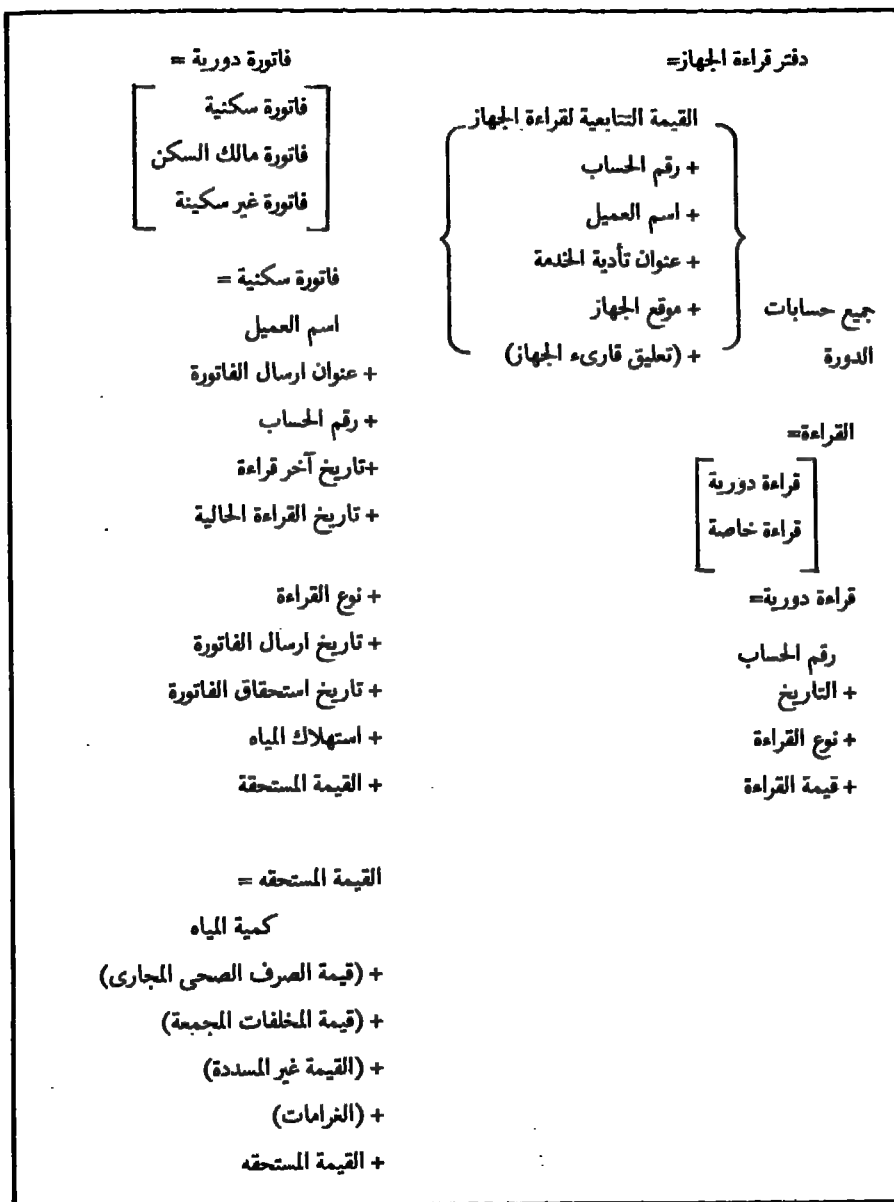 دفتر قراءة الجهاز=
القيمة التتابعية لقراءة الجهاز
+ رقم الحساب
+ اسم العميل
+ عنوان تأدية الخدمة
+ موقع الجهاز
+ (تعليق قارىء الجهاز)
جميع حسابات
الدورة
القراءة=
قراءة دورية
قراءة خاصة
قراءة دورية=
رقم الحساب
+ التاريخ
+ نوع القراءة
+ قيمة القراءة
فاتورة دورية =
فاتورة سكنية
فاتورة مالك السكن
فاتورة غير سكينة
فاتورة سكنية =
اسم العميل
+ عنوان ارسال الفاتورة
+ رقم الحساب
+تاريخ آخر قراءة
+ تاريخ القراءة الحالية
+ نوع القراءة
+ تاريخ ارسال الفاتورة
+ تاريخ استحقاق الفاتورة
+ استهلاك المياه
+ القيمة المستحقة
القيمة المستحقه =
كمية المياه
+ (قيمة الصرف الصحى المجارى)
+ (قيمة المخلفات المجمعة)
+ (القيمة غير المسددة)
+ (الغرامات)
+ القيمة المستحقه